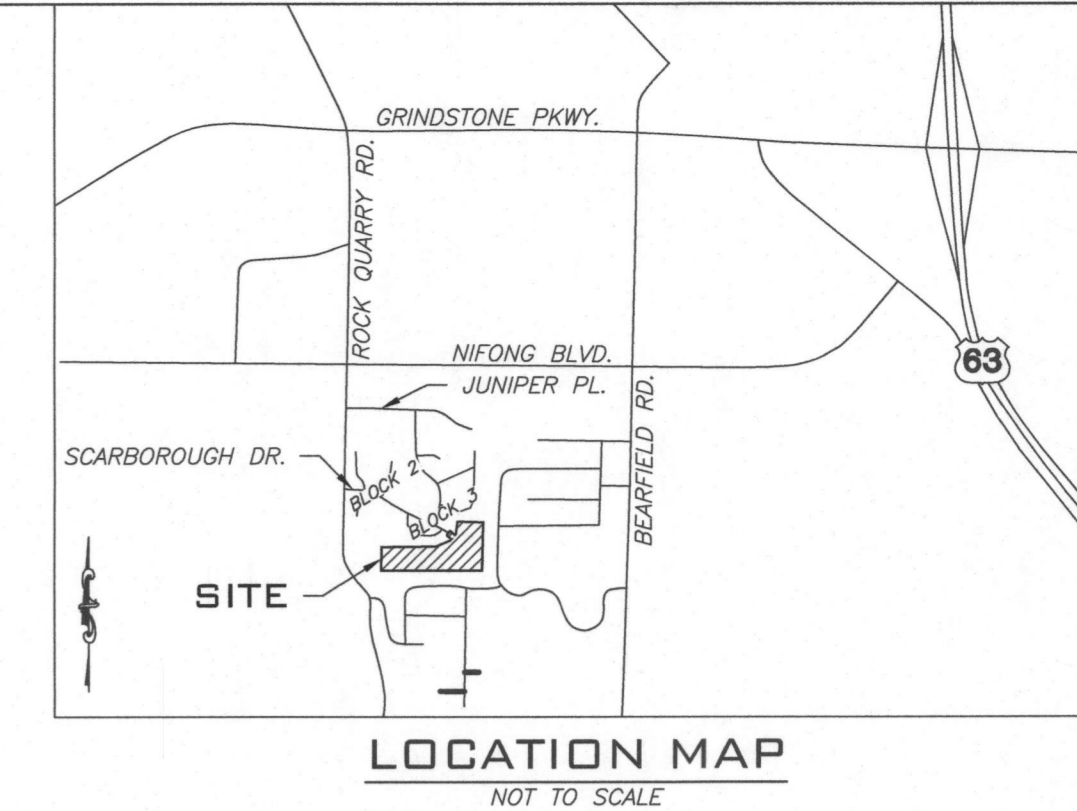 GRINDSTONE PKWY.
ROCK QUARRY RD.
NIFONG BLVD.
JUNIPER PL.
63
BEARFIELD RD.
SCARBOROUGH DR.
BLOCK 2
BLOCK 3
SITE
LOCATION MAP
NOT TO SCALE